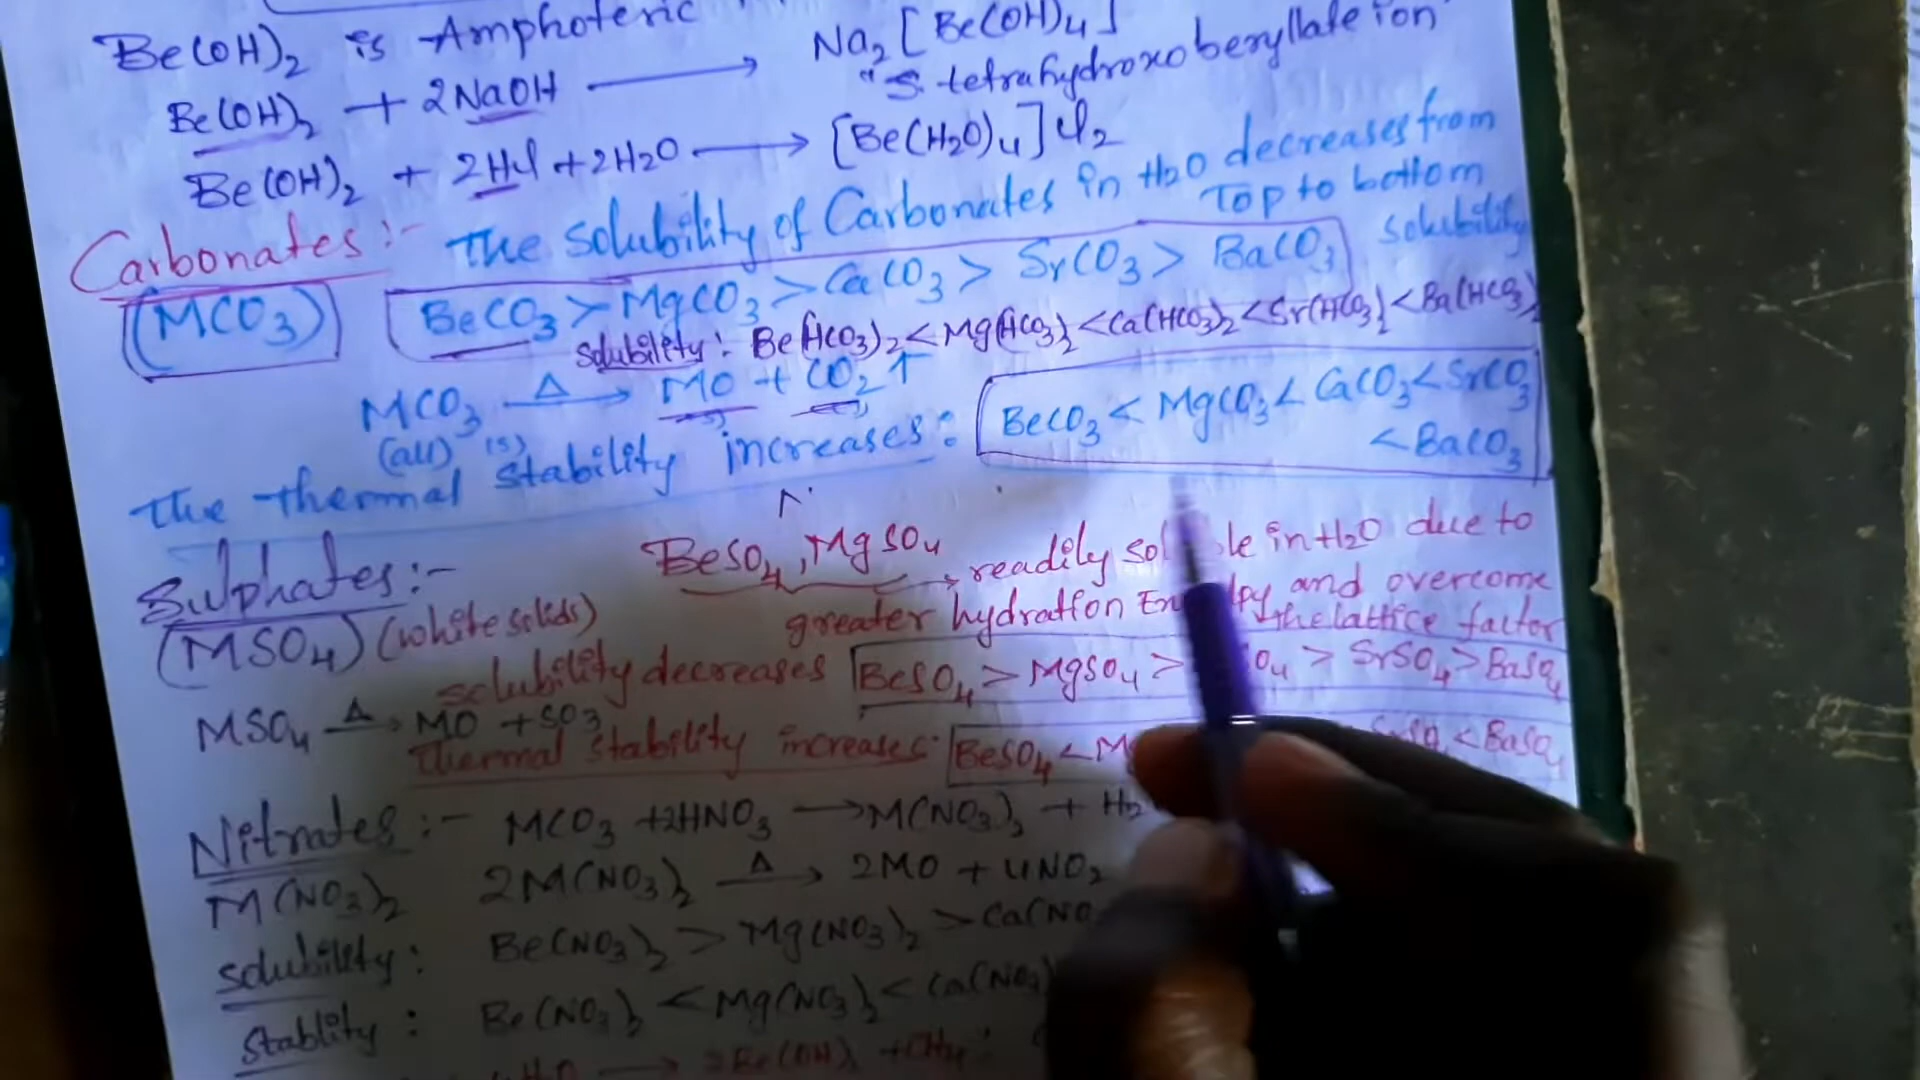 Be(OH)2 is Amphoteric
Be(OH)2 + 2NaOH ⟶ Na2[Be(OH)4]
"S tetrahydroxoberyllate ion
Be(OH)2 + 2HCl + 2H2O ⟶ [Be(H2O)4]Cl2
Carbonates:- The solubility of Carbonates in H2O decreases from
Top to bottom
(MCO3) BeCO3 > MgCO3 > CaCO3 > SrCO3 > BaCO3 solubility
solubility: Be(HCO3)2 < Mg(HCO3)2 < Ca(HCO3)2 < Sr(HCO3)2 < Ba(HCO3)2
MCO3 Δ⟶ MO + CO2↑
(all) (s)
The thermal stability increases: BeCO3 < MgCO3 < CaCO3 < SrCO3
< BaCO3
Sulphates:- BeSO4, MgSO4 → readily in H2O due to
greater hydration and overcome
the lattice factor
(MSO4) (white solids)
solubility decreases BeSO4 > MgSO4 > > SrSO4 > BaSO4
MSO4 Δ→ MO + SO3
Thermal stability increases: BeSO4 < < BaSO4
Nitrates:- MCO3 + 2HNO3 ⟶ M(NO3)2 +
M(NO3)2 2M(NO3)2 Δ⟶ 2MO + 4NO2
solubility: Be(NO3)2 > Mg(NO3)2 >
Stablity: Be(NO3)2 < Mg(NO3)2 <
⟶ 2Be(OH)2 + CH4